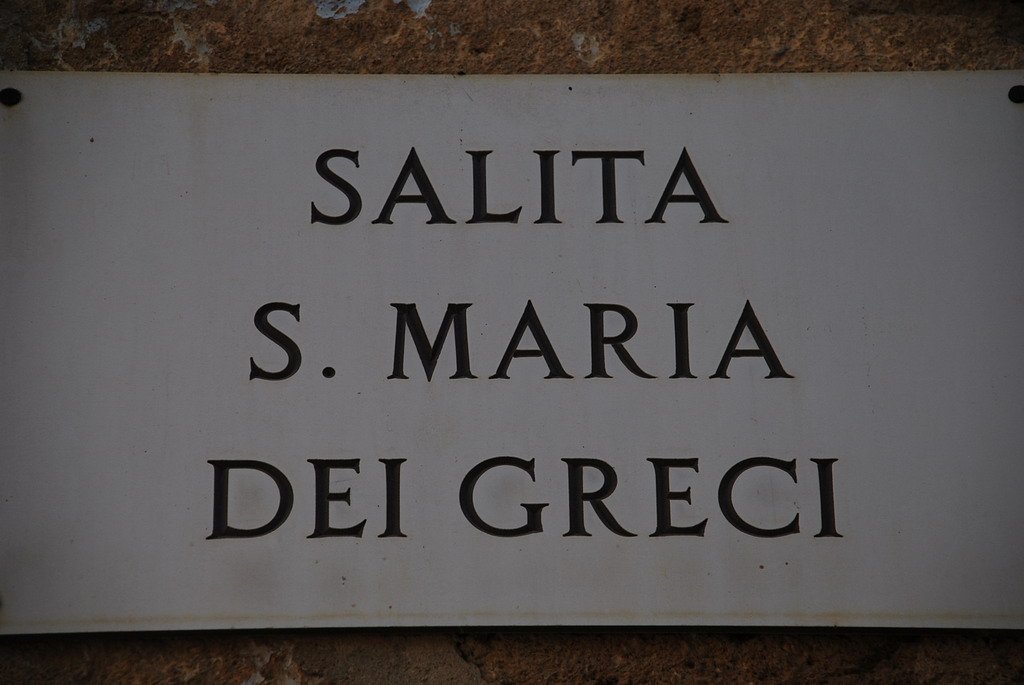 SALITA
S. MARIA
DEI GRECI